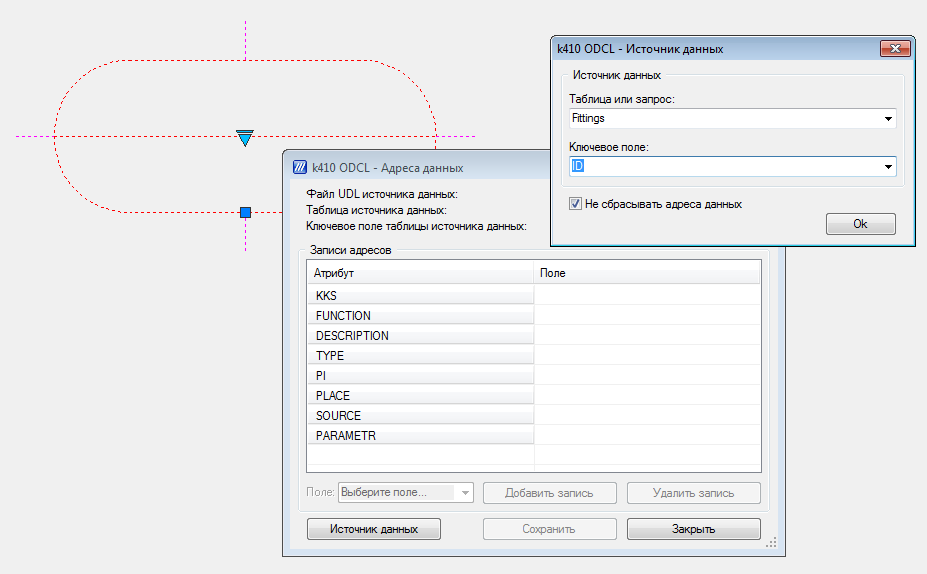 k410 ODCL - Источник данных
Источник данных
Таблица или запрос:
Fittings
Ключевое поле:
ID
Не сбрасывать адреса данных
Ok
k410 ODCL - Адреса данных
Файл UDL источника данных:
Таблица источника данных:
Ключевое поле таблицы источника данных:
Записи адресов
Атрибут Поле
KKS
FUNCTION
DESCRIPTION
TYPE
PI
PLACE
SOURCE
PARAMETR
Поле: Выберите поле... Добавить запись Удалить запись
Источник данных Сохранить Закрыть